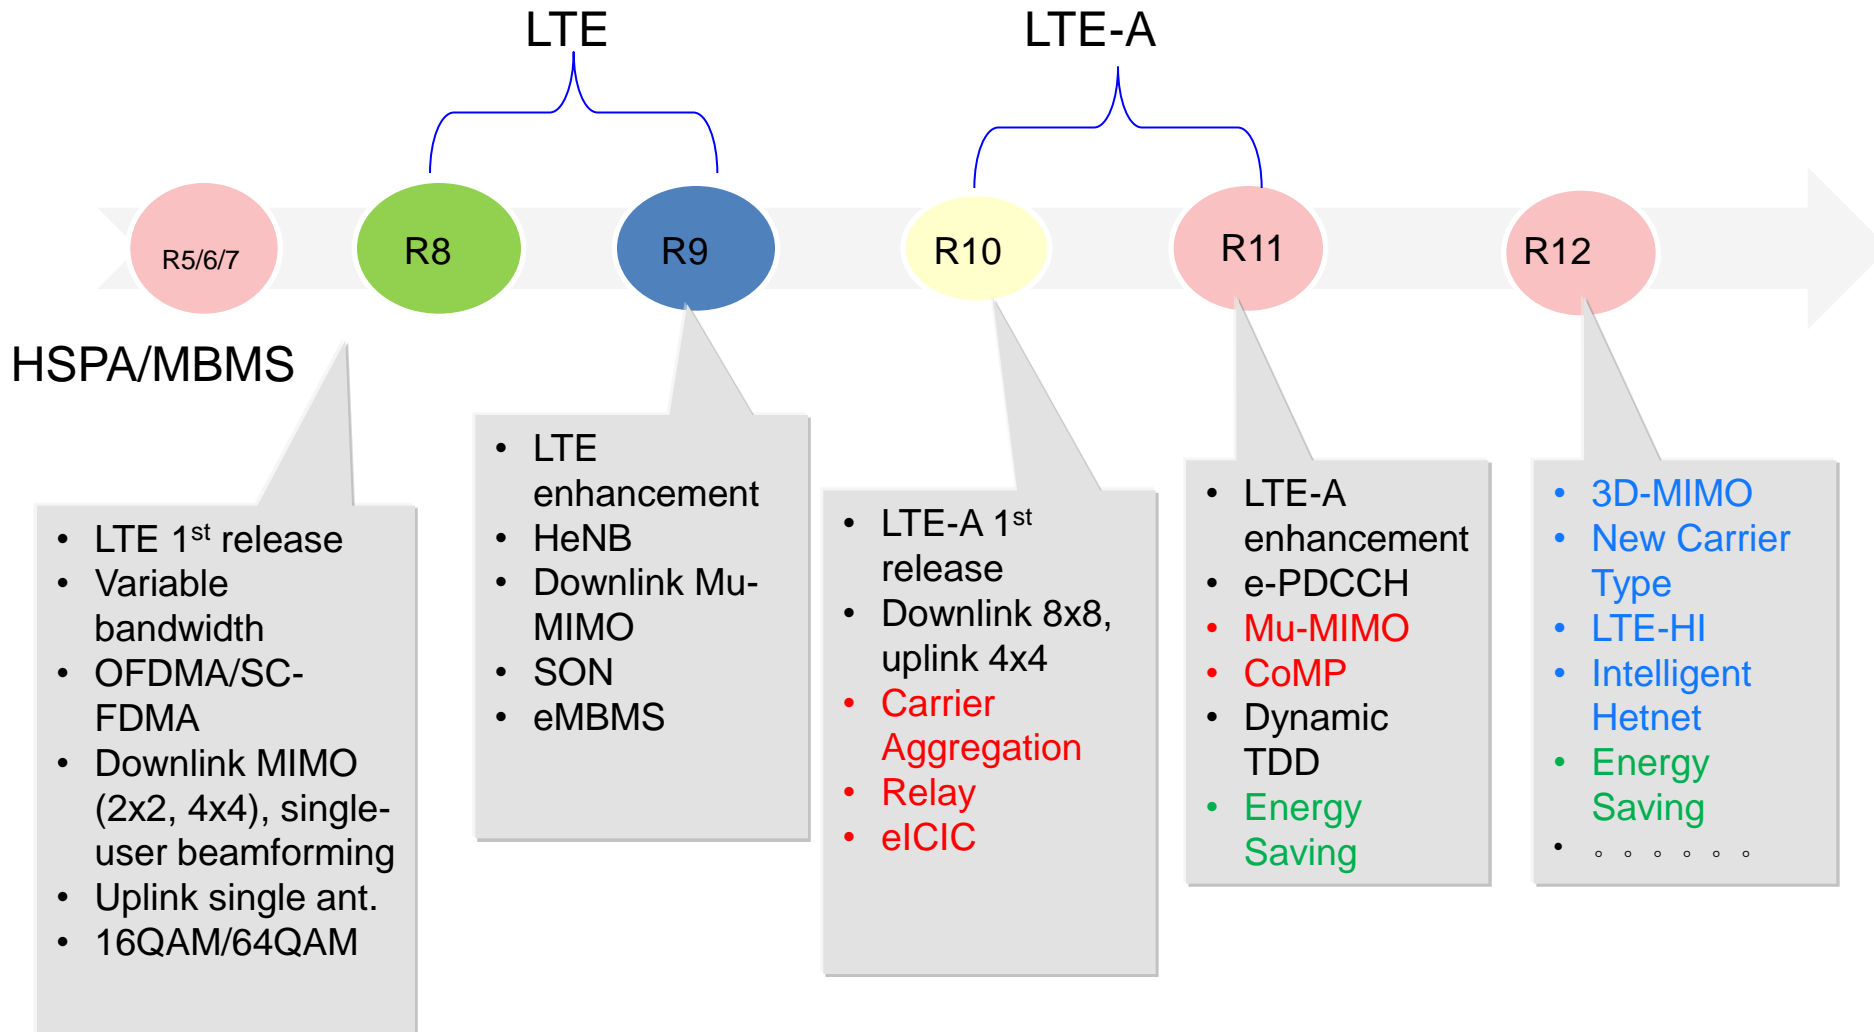 LTE
LTE-A
R5/6/7
R8
R9
R10
R11
R12
HSPA/MBMS
• LTE 1st release
• Variable
bandwidth
• OFDMA/SC-
FDMA
• Downlink MIMO
(2x2, 4x4), single-
user beamforming
• Uplink single ant.
• 16QAM/64QAM
• LTE
enhancement
• HeNB
• Downlink Mu-
MIMO
• SON
• eMBMS
• LTE-A 1st
release
• Downlink 8x8,
uplink 4x4
• Carrier
Aggregation
• Relay
• eICIC
• LTE-A
enhancement
• e-PDCCH
• Mu-MIMO
• CoMP
• Dynamic
TDD
• Energy
Saving
• 3D-MIMO
• New Carrier
Type
• LTE-HI
• Intelligent
Hetnet
• Energy
Saving
• 。。。。。。